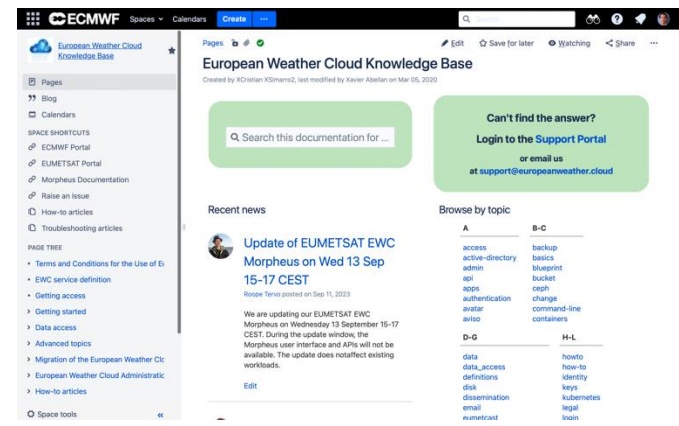 ECMWF Spaces Calendars Create ...
European Weather Cloud
Knowledge Base
Pages
Blog
Calendars
SPACE SHORTCUTS
ECMWF Portal
EUMETSAT Portal
Morpheus Documentation
Raise an issue
How-to articles
Troubleshooting articles
PAGE TREE
Terms and Conditions for the Use of Eu
EWC service definition
Getting access
Getting started
Data access
Advanced topics
Migration of the European Weather Clo
European Weather Cloud Administratic
How-to articles
Space tools
Pages
Edit Save for later Watching Share ...
European Weather Cloud Knowledge Base
Created by XCristian XSimarro2, last modified by Xavier Abellan on Mar 05, 2020
Search this documentation for ...
Can't find the answer?
Login to the Support Portal
or email us
at support@europeanweather.cloud
Recent news
Update of EUMETSAT EWC
Morpheus on Wed 13 Sep
15-17 CEST
Roope Tervo posted on Sep 11, 2023
We are updating our EUMETSAT EWC
Morpheus on Wednesday 13 September 15-17
CEST. During the update window, the
Morpheus user interface and APIs will not be
available. The update does notaffect existing
workloads.
Edit
Browse by topic
A
access
active-directory
admin
api
apps
authentication
avatar
aviso
B-C
backup
basics
blueprint
bucket
ceph
change
command-line
containers
D-G
data
data_access
definitions
disk
dissemination
email
eumetcast
H-L
howto
how-to
identity
keys
kubernetes
legal
login